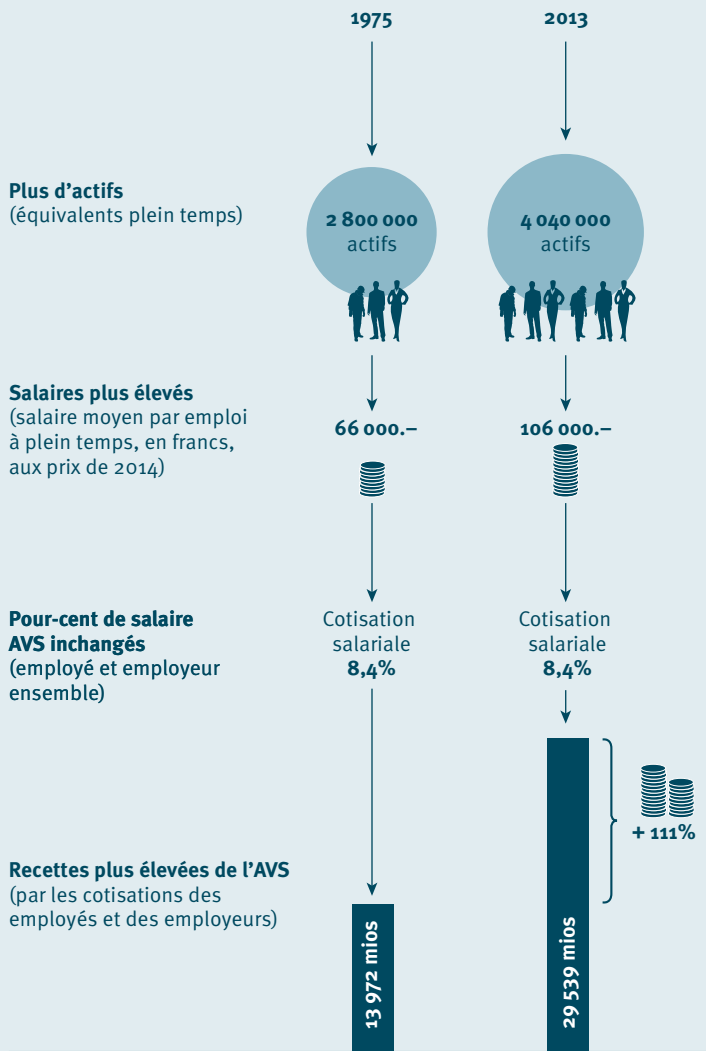 1975
2013
Plus d’actifs
(équivalents plein temps)
2 800 000
actifs
4 040 000
actifs
Salaires plus élevés
(salaire moyen par emploi
à plein temps, en francs,
aux prix de 2014)
66 000.–
106 000.–
Pour-cent de salaire
AVS inchangés
(employé et employeur
ensemble)
Cotisation
salariale
8,4%
Cotisation
salariale
8,4%
+ 111%
Recettes plus élevées de l’AVS
(par les cotisations des
employés et des employeurs)
13 972 mios
29 539 mios